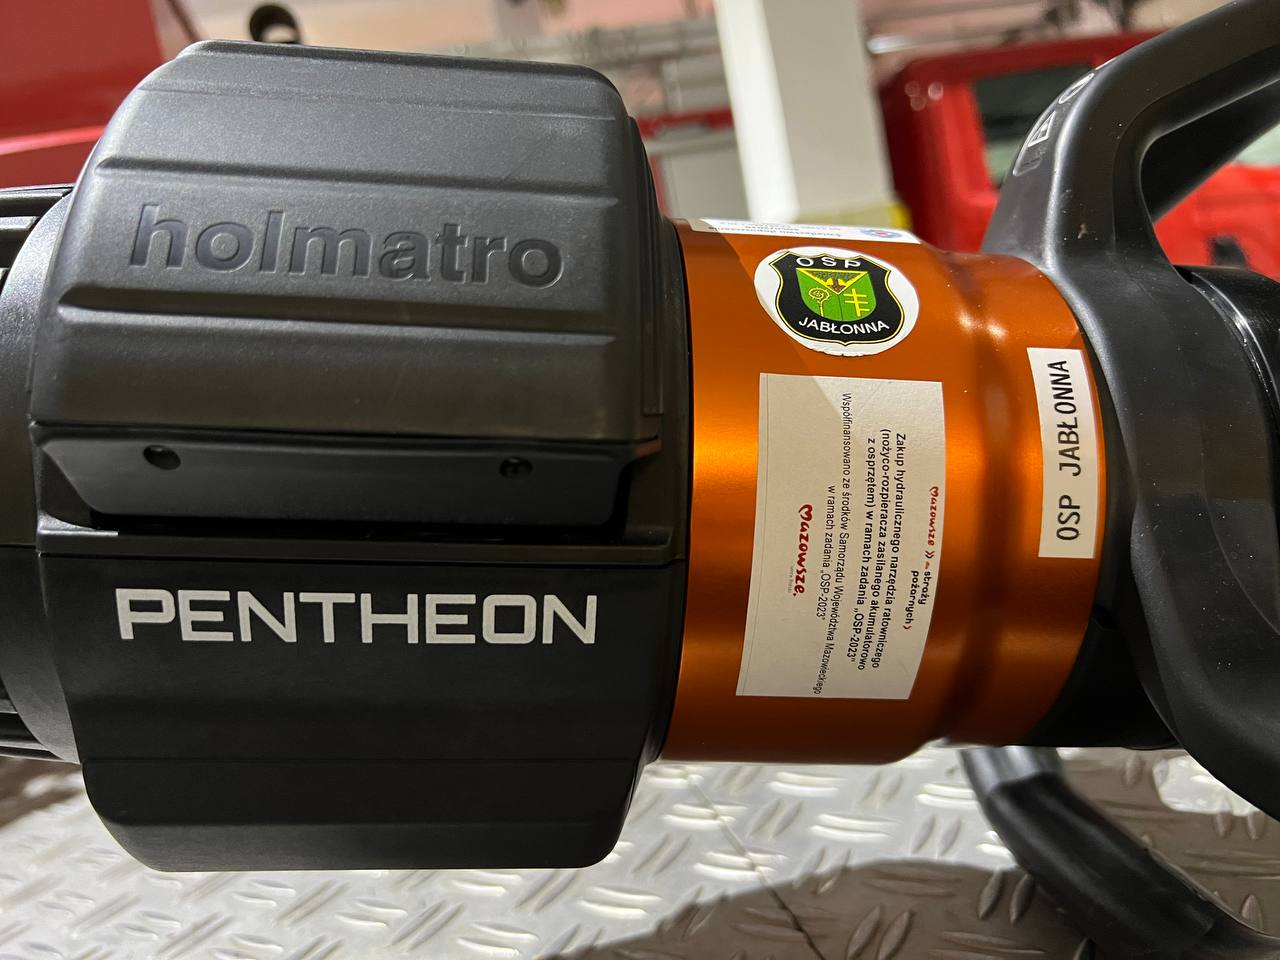 holmatro
PENTHEON
OSP
JABŁONNA
OSP JABŁONNA
Mazowsze
straży
pożarnych
Zakup hydraulicznego narzędzia ratowniczego
(nożyco-rozpieracza zasilanego akumulatorowo
z osprzętem) w ramach zadania „OSP-2023"
Współfinansowano ze środków Samorządu Województwa Mazowieckiego
w ramach zadania „OSP-2023"
Mazowsze.